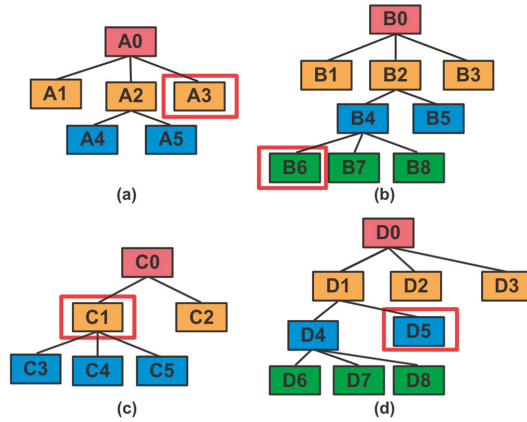 A0
A1 A2 A3
A4 A5
(a)
B0
B1 B2 B3
B4 B5
B6 B7 B8
(b)
C0
C1 C2
C3 C4 C5
(c)
D0
D1 D2 D3
D4 D5
D6 D7 D8
(d)